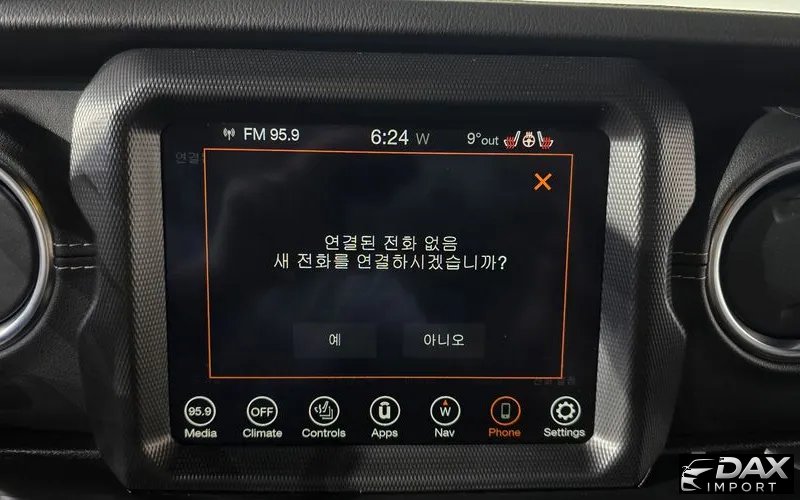 FM 95.9
6:24 W
9°out
연결
연결된 전화 없음
새 전화를 연결하시겠습니까?
예
아니오
95.9
OFF
W
Media
Climate
Controls
Apps
Nav
Phone
Settings
DAX
IMPORT